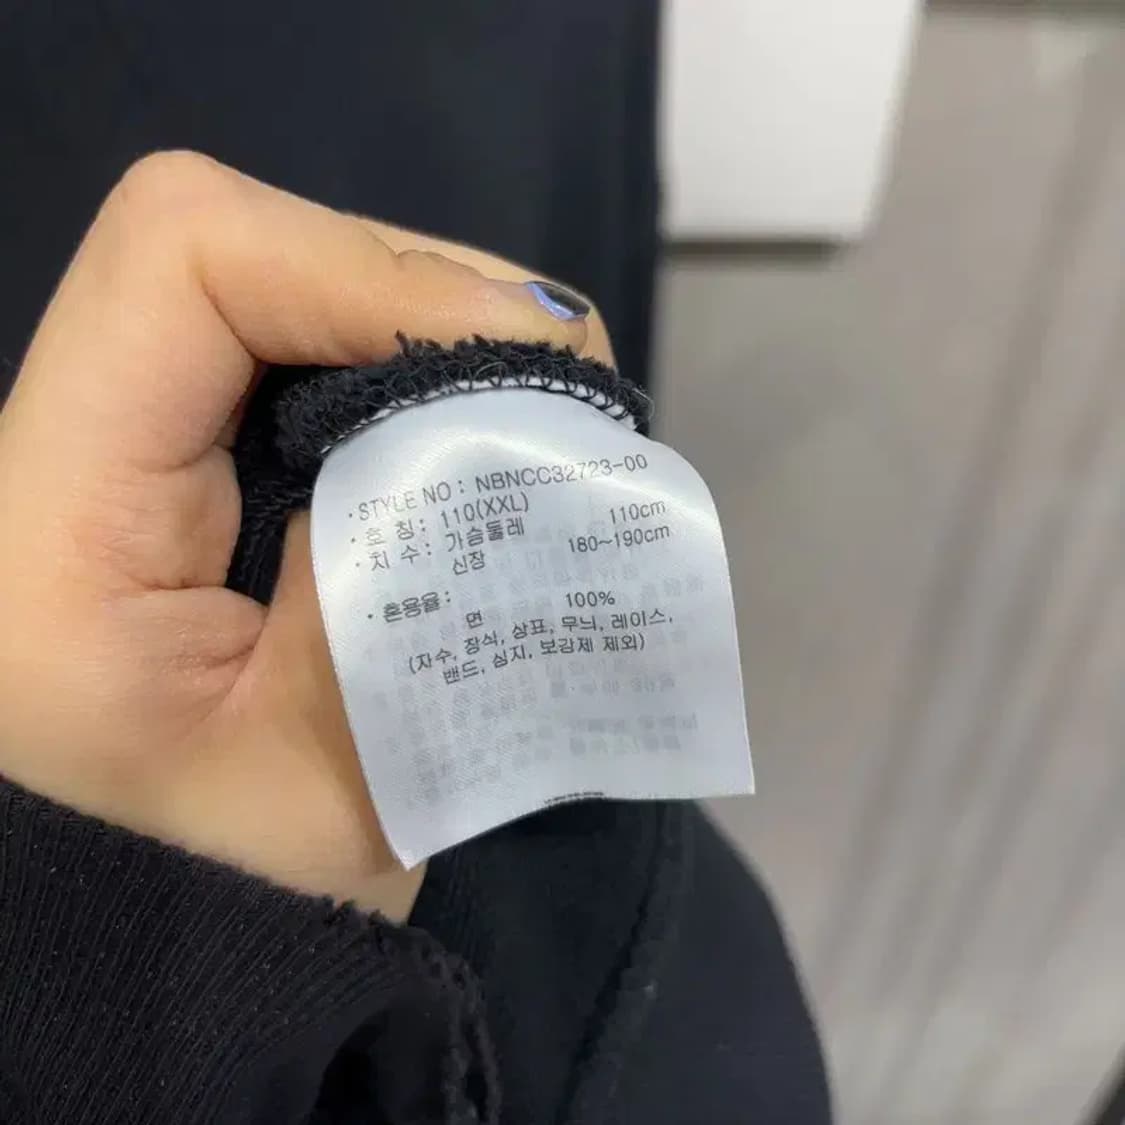 · STYLE NO : NBNCC32723-00
· 호 칭 : 110(XXL)
· 치 수 : 가슴둘레 110cm
신장 180~190cm
· 혼용율 :
면 100%
(자수, 장식, 상표, 무늬, 레이스,
밴드, 심지, 보강제 제외)